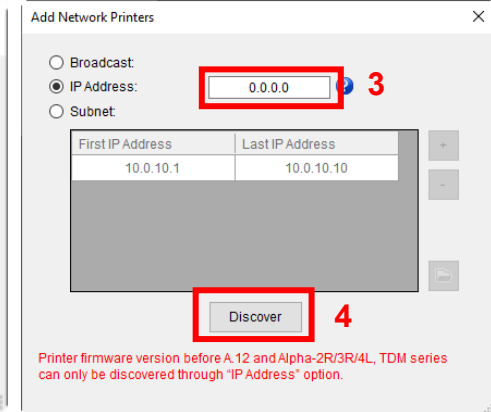 Add Network Printers
Broadcast:
IP Address:
0.0.0.0
?
3
Subnet:
First IP Address Last IP Address
10.0.10.1 10.0.10.10
+
-
Discover
4
Printer firmware version before A.12 and Alpha-2R/3R/4L, TDM series
can only be discovered through "IP Address" option.